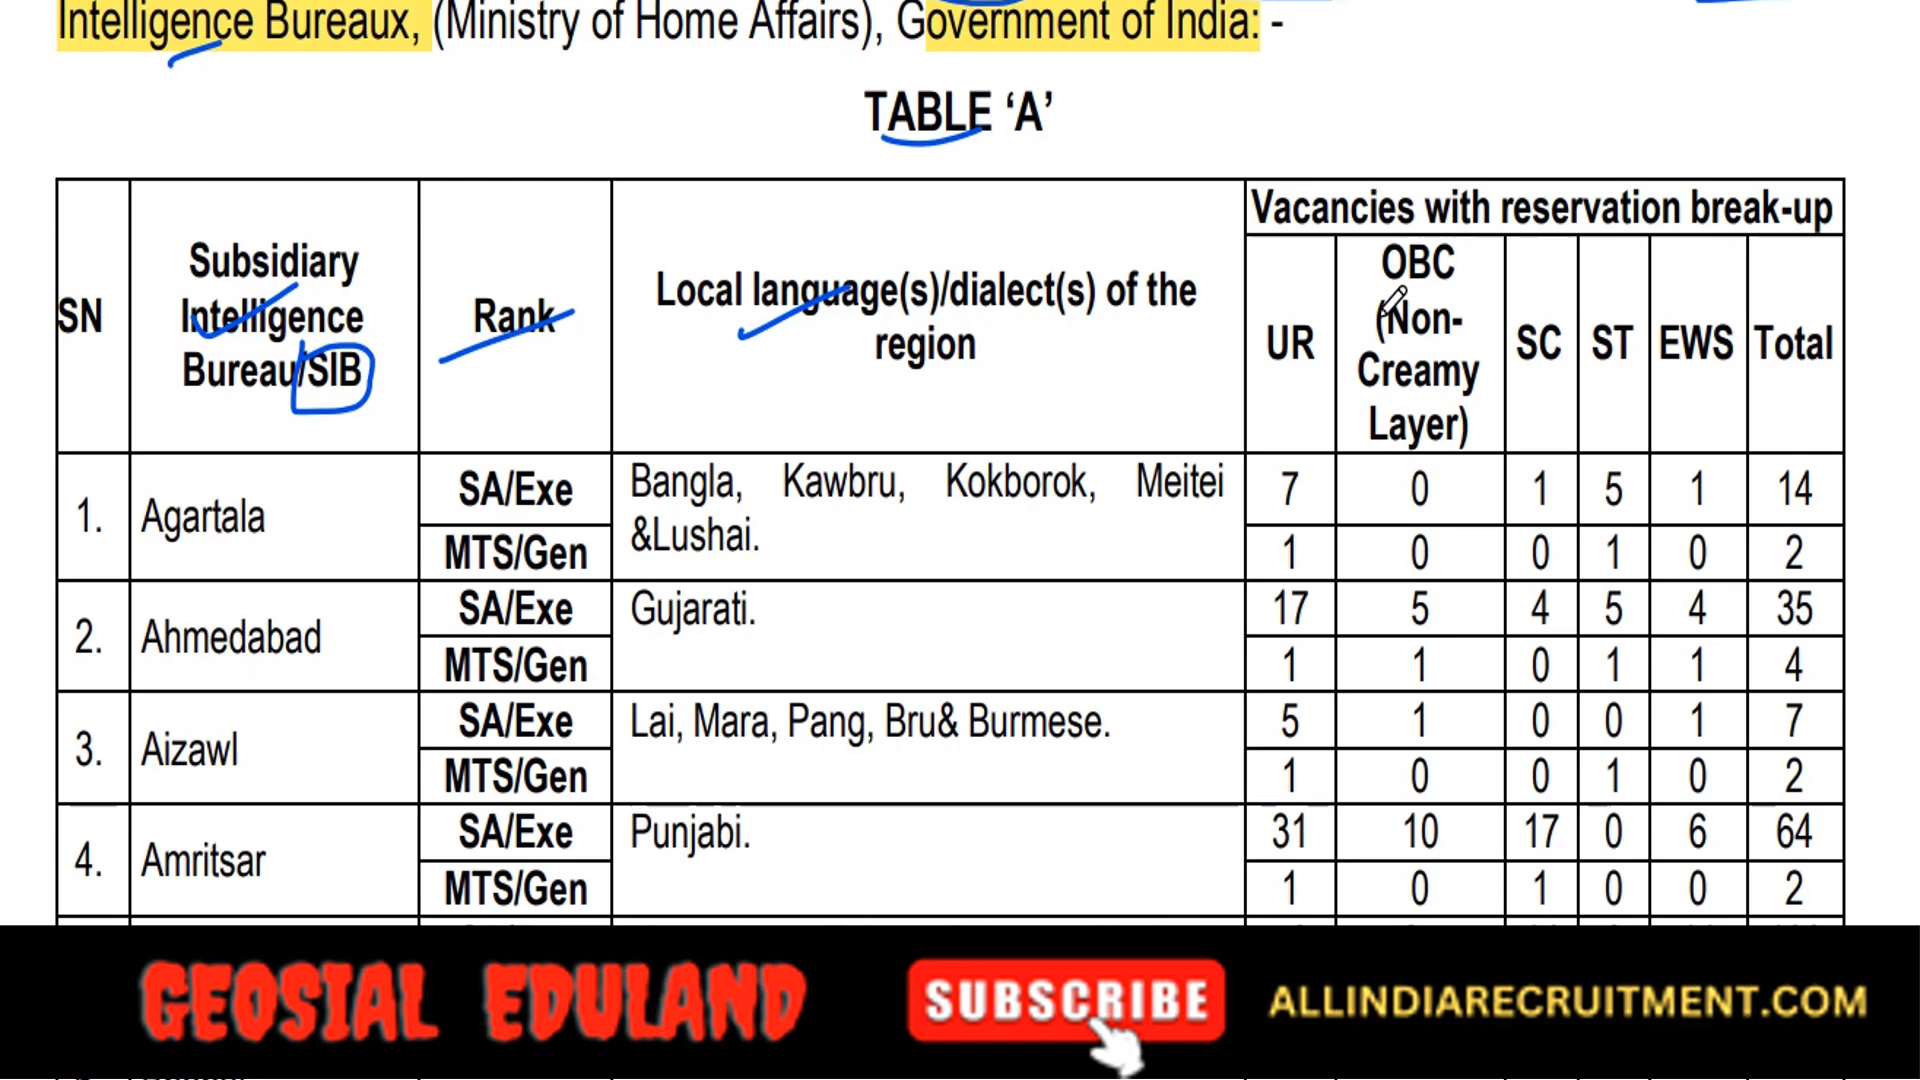 Intelligence Bureaux, (Ministry of Home Affairs), Government of India: -
TABLE ‘A’
SN
Subsidiary
Intelligence
Bureau/SIB
Rank
Local language(s)/dialect(s) of the
region
Vacancies with reservation break-up
UR
OBC
(Non-
Creamy
Layer)
SC
ST
EWS
Total
1.
Agartala
SA/Exe
Bangla, Kawbru, Kokborok, Meitei
&Lushai.
7 0 1 5 1 14
MTS/Gen
1 0 0 1 0 2
2.
Ahmedabad
SA/Exe
Gujarati.
17 5 4 5 4 35
MTS/Gen
1 1 0 1 1 4
3.
Aizawl
SA/Exe
Lai, Mara, Pang, Bru& Burmese.
5 1 0 0 1 7
MTS/Gen
1 0 0 1 0 2
4.
Amritsar
SA/Exe
Punjabi.
31 10 17 0 6 64
MTS/Gen
1 0 1 0 0 2
GEOSIAL EDULAND
SUBSCRIBE
ALLINDIARECRUITMENT.COM